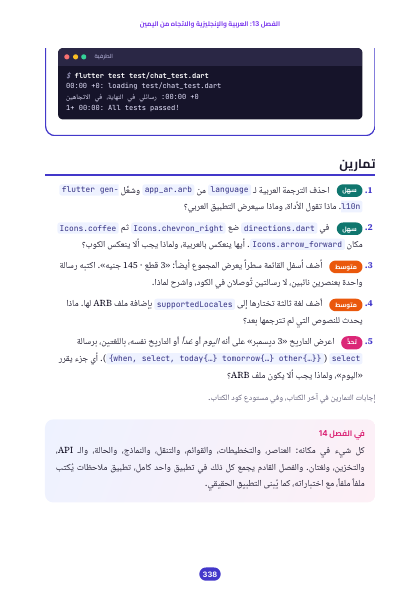 الفصل 13: العربية والإنجليزية والاتجاه من اليمين
الطرفية
$ flutter test test/chat_test.dart
00:00 +0: loading test/chat_test.dart
00:00 +0: رسائلي في النهاية، في الاتجاهين
00:00 +1: All tests passed!
تمارين
1. سهل احذف الترجمة العربية لـ language من app_ar.arb وشغّل flutter gen-
l10n. ماذا تقول الأداة، وماذا سيعرض التطبيق العربي؟
2. سهل في directions.dart ضع Icons.chevron_right ثم Icons.coffee
مكان Icons.arrow_forward. أيها ينعكس بالعربية، ولماذا يجب ألا ينعكس الكوب؟
3. متوسط أضف أسفل القائمة سطراً يعرض المجموع أيضاً: «3 قطع · 145 جنيه». اكتبه رسالة
واحدة بعنصرين نائبين، لا رسالتين تُوصلان في الكود، واشرح لماذا.
4. متوسط أضف لغة ثالثة تختارها إلى supportedLocales بإضافة ملف ARB لها. ماذا
يحدث للنصوص التي لم تترجمها بعد؟
5. تحدٍّ اعرض التاريخ «3 ديسمبر» على أنه اليوم أو غداً أو التاريخ نفسه، باللغتين، برسالة
select ( {when, select, today{…} tomorrow{…} other{…}} ). أي جزء يقرر
«اليوم»، ولماذا يجب ألا يكون ملف ARB؟
إجابات التمارين في آخر الكتاب، وفي مستودع كود الكتاب.
في الفصل 14
كل شيء في مكانه: العناصر، والتخطيطات، والقوائم، والتنقل، والنماذج، والحالة، والـ API،
والتخزين، ولغتان. والفصل القادم يجمع كل ذلك في تطبيق واحد كامل، تطبيق ملاحظات يُكتب
ملفاً ملفاً، مع اختباراته، كما يُبنى التطبيق الحقيقي.
338